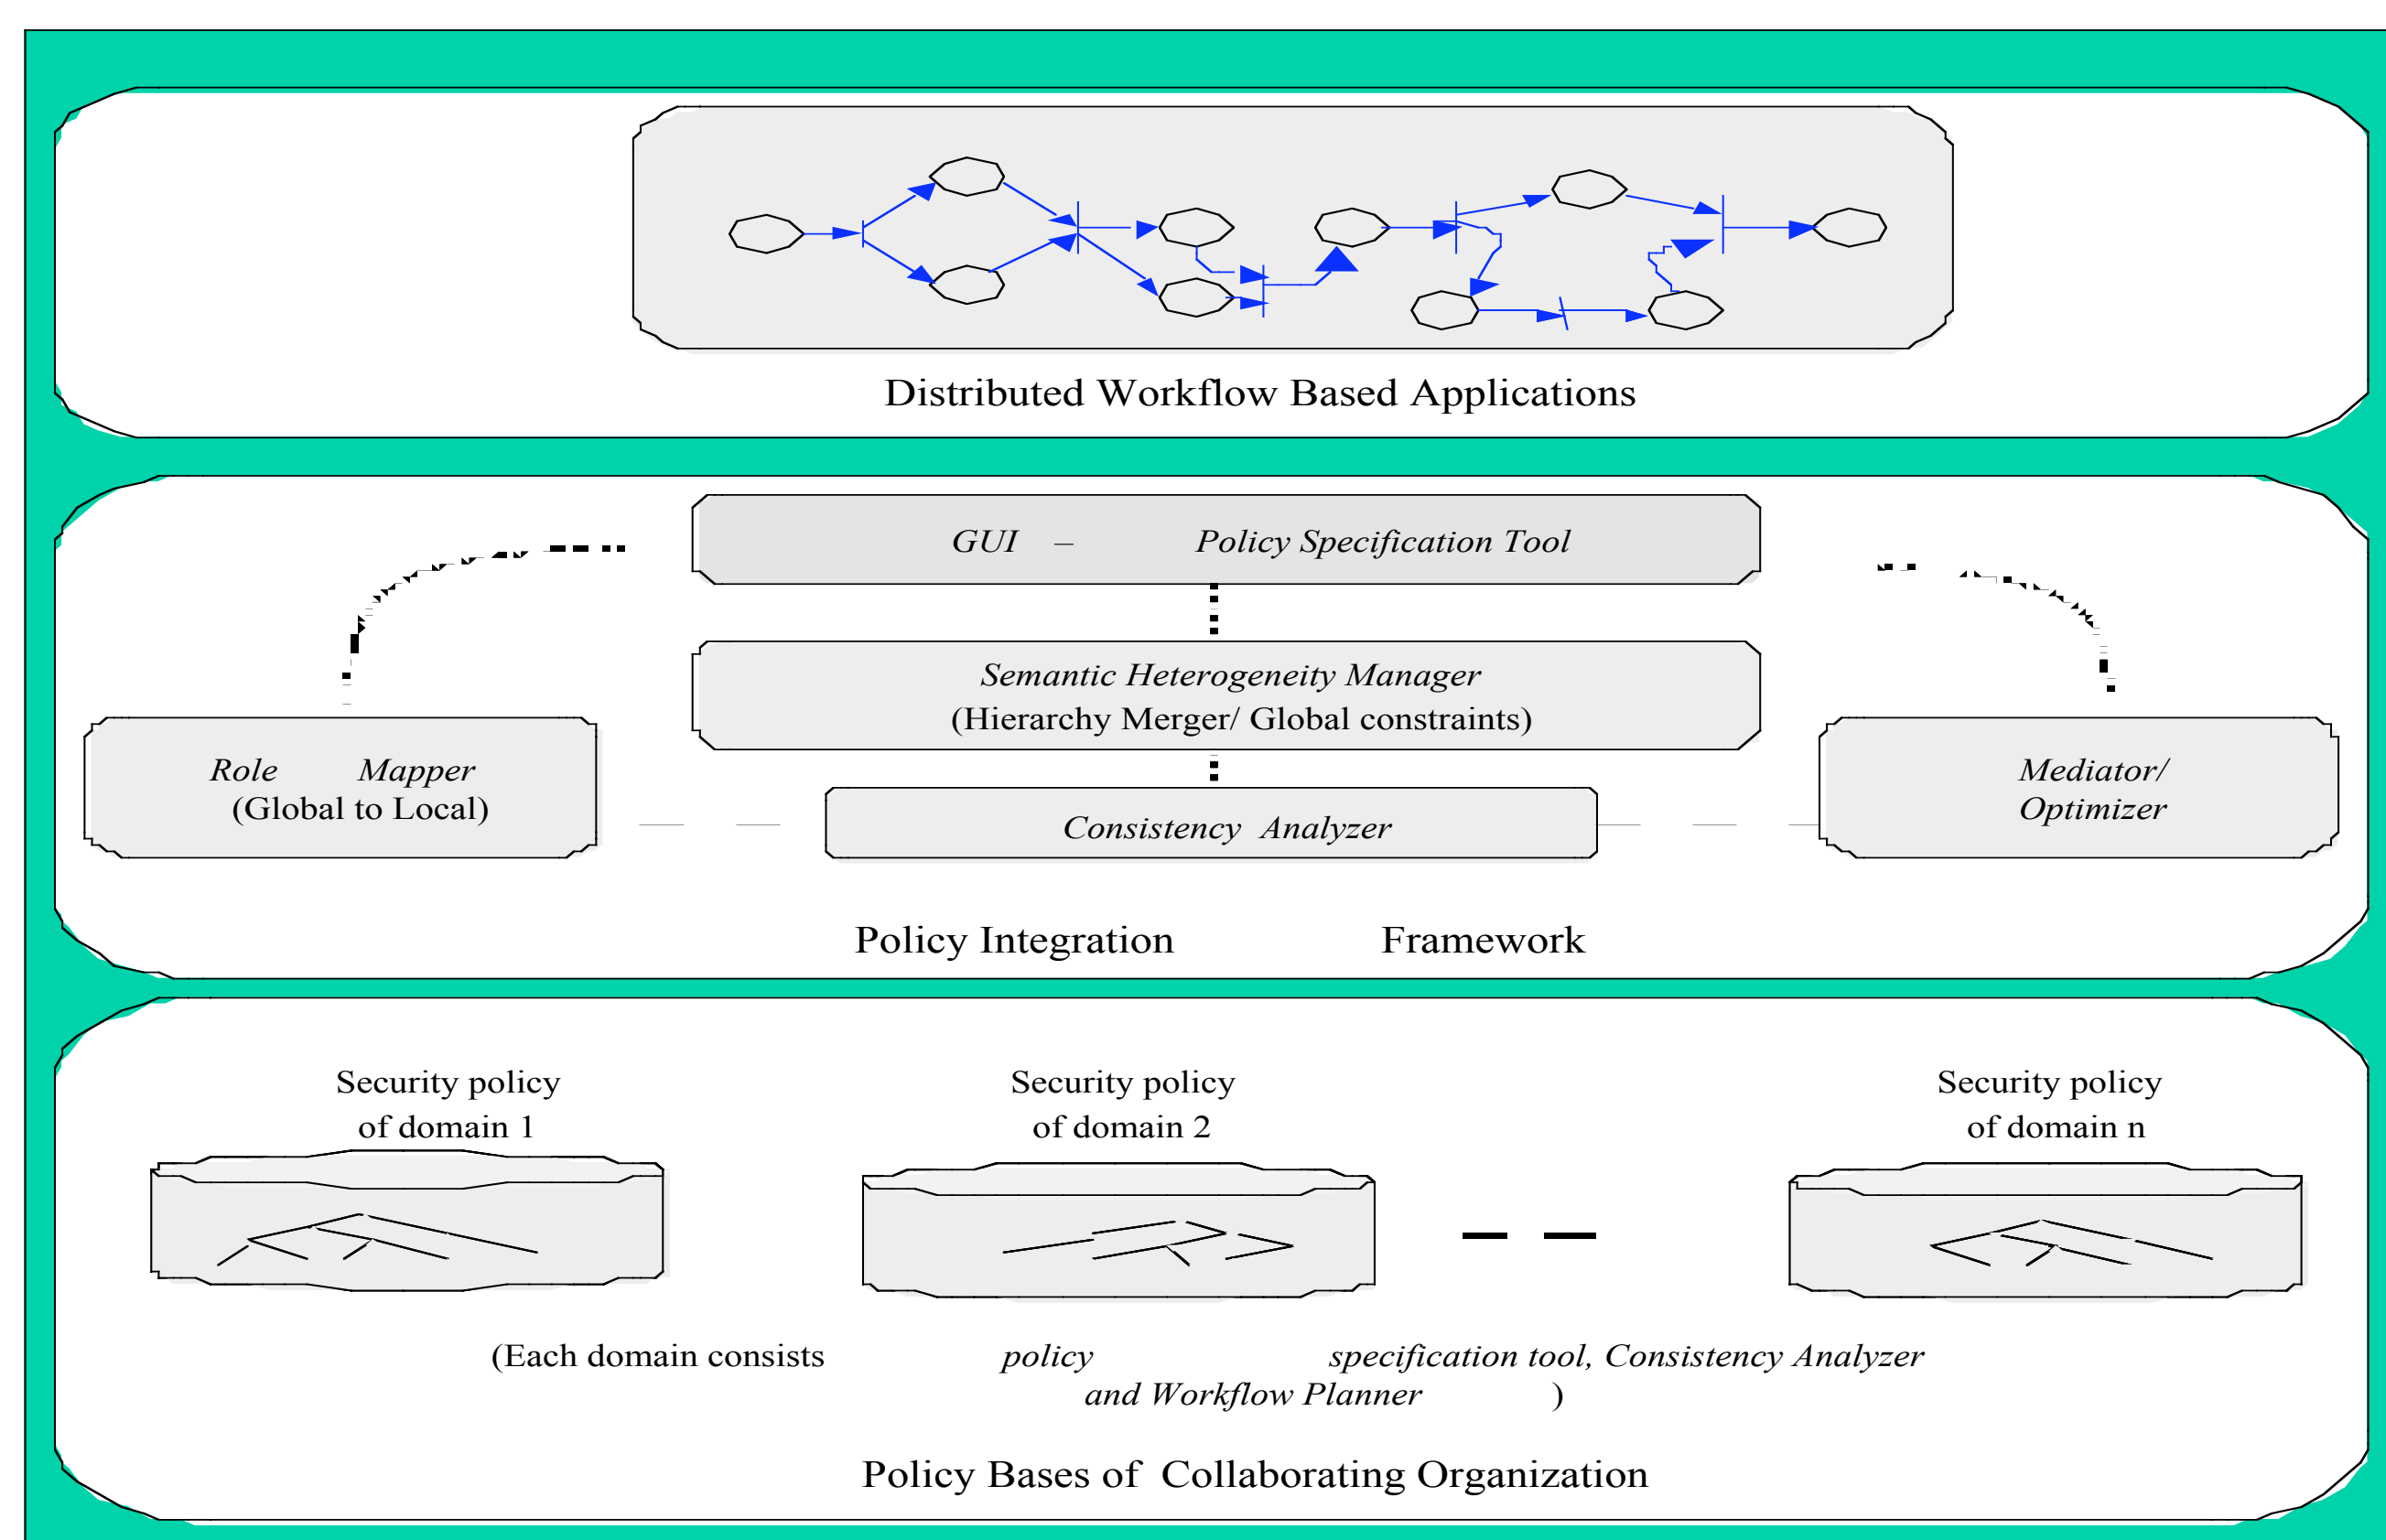 Distributed Workflow Based Applications
GUI – Policy Specification Tool
Semantic Heterogeneity Manager
(Hierarchy Merger/ Global constraints)
Role Mapper
(Global to Local)
Consistency Analyzer
Mediator/
Optimizer
Policy Integration Framework
Security policy
of domain 1
Security policy
of domain 2
Security policy
of domain n
(Each domain consists policy specification tool, Consistency Analyzer
and Workflow Planner )
Policy Bases of Collaborating Organization